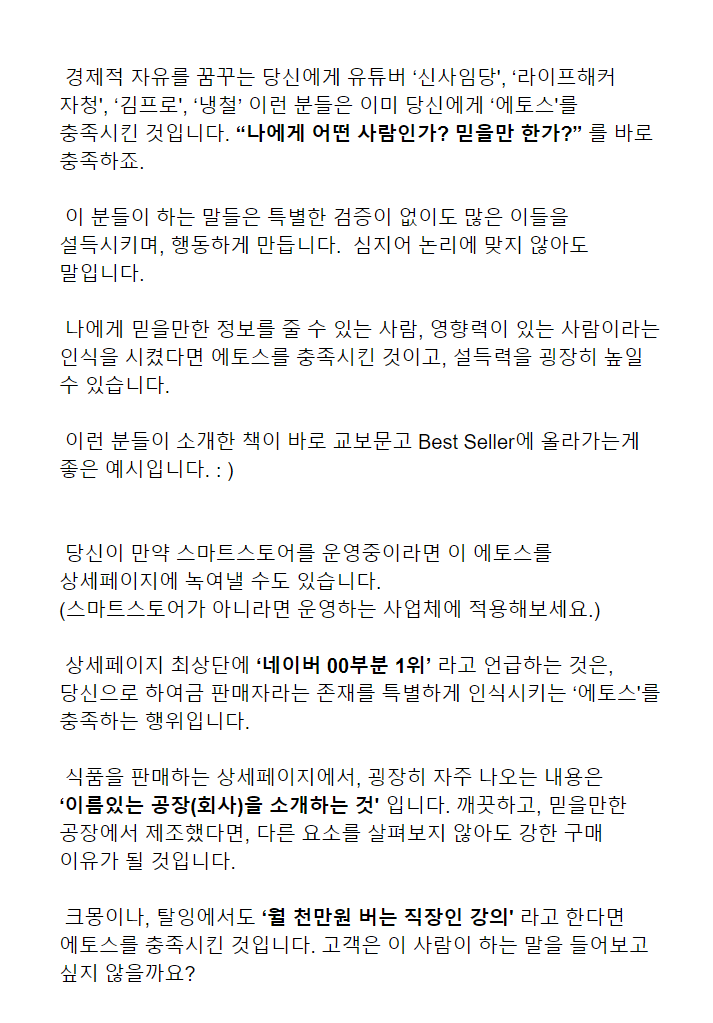 경제적 자유를 꿈꾸는 당신에게 유튜버 ‘신사임당', ‘라이프해커
자청', ‘김프로', ‘냉철’ 이런 분들은 이미 당신에게 ‘에토스'를
충족시킨 것입니다. “나에게 어떤 사람인가? 믿을만 한가?” 를 바로
충족하죠.
이 분들이 하는 말들은 특별한 검증이 없이도 많은 이들을
설득시키며, 행동하게 만듭니다.  심지어 논리에 맞지 않아도
말입니다.
나에게 믿을만한 정보를 줄 수 있는 사람, 영향력이 있는 사람이라는
인식을 시켰다면 에토스를 충족시킨 것이고, 설득력을 굉장히 높일
수 있습니다.
이런 분들이 소개한 책이 바로 교보문고 Best Seller에 올라가는게
좋은 예시입니다. : )
당신이 만약 스마트스토어를 운영중이라면 이 에토스를
상세페이지에 녹여낼 수도 있습니다.
(스마트스토어가 아니라면 운영하는 사업체에 적용해보세요.)
상세페이지 최상단에 ‘네이버 00부분 1위’ 라고 언급하는 것은,
당신으로 하여금 판매자라는 존재를 특별하게 인식시키는 ‘에토스'를
충족하는 행위입니다.
식품을 판매하는 상세페이지에서, 굉장히 자주 나오는 내용은
‘이름있는 공장(회사)을 소개하는 것' 입니다. 깨끗하고, 믿을만한
공장에서 제조했다면, 다른 요소를 살펴보지 않아도 강한 구매
이유가 될 것입니다.
크몽이나, 탈잉에서도 ‘월 천만원 버는 직장인 강의' 라고 한다면
에토스를 충족시킨 것입니다. 고객은 이 사람이 하는 말을 들어보고
싶지 않을까요?